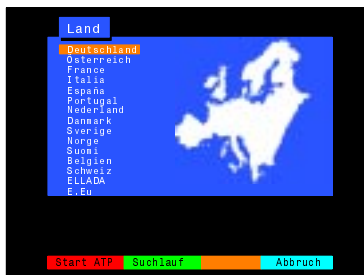 Land
Deutschland
Österreich
France
Italia
España
Portugal
Nederland
Danmark
Sverige
Norge
Suomi
Belgien
Schweiz
ELLADA
E.Eu
Start ATP Suchlauf Abbruch